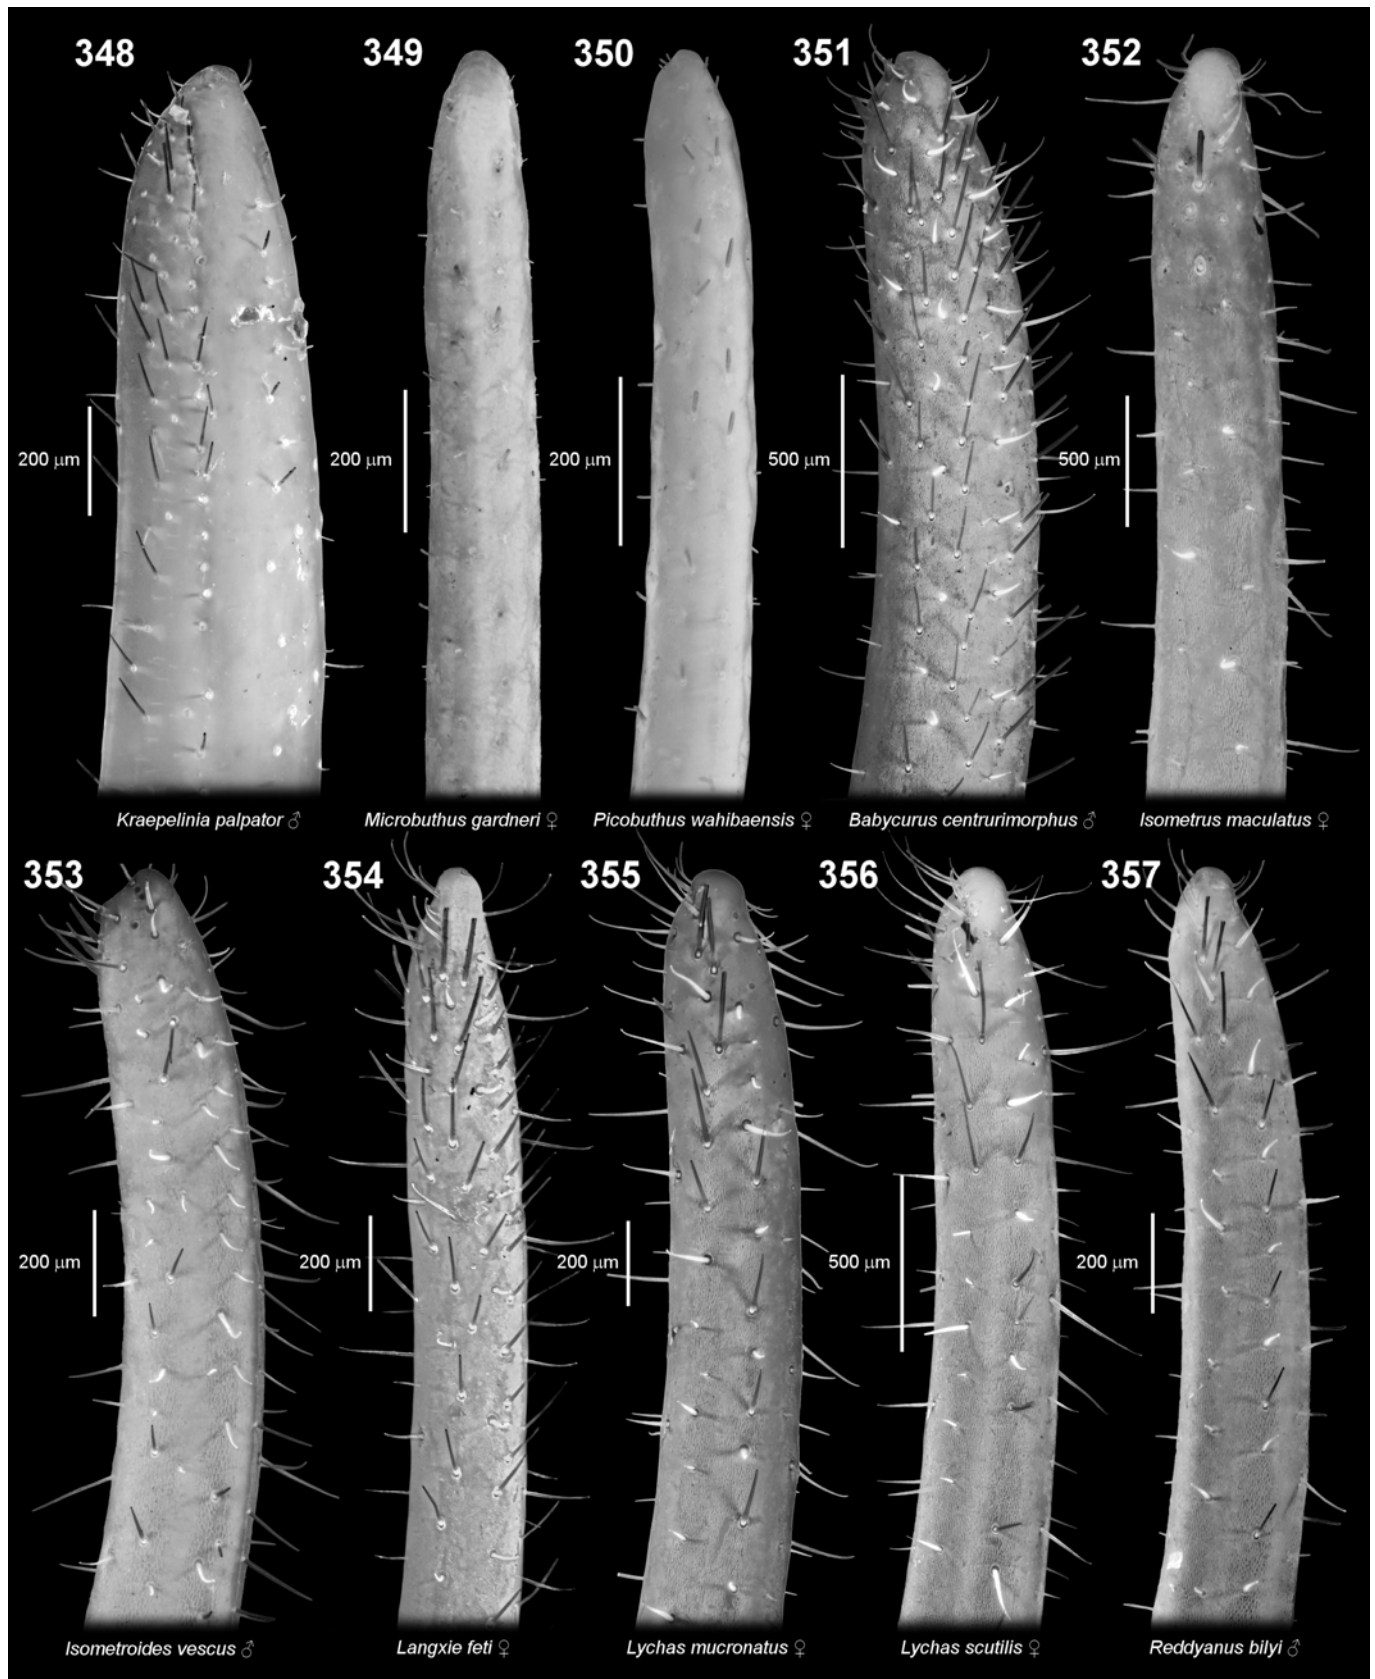 348 349 350 351 352
200 μm 200 μm 200 μm 500 μm 500 μm
Kraepelinia palpator ♂ Microbuthus gardneri ♀ Picobuthus wahibaensis ♀ Babycurus centrurimorphus ♂ Isometrus maculatus ♀
353 354 355 356 357
200 μm 200 μm 200 μm 500 μm 200 μm
Isometroides vescus ♂ Langxie feti ♀ Lychas mucronatus ♀ Lychas scutilis ♀ Reddyanus bilyi ♂